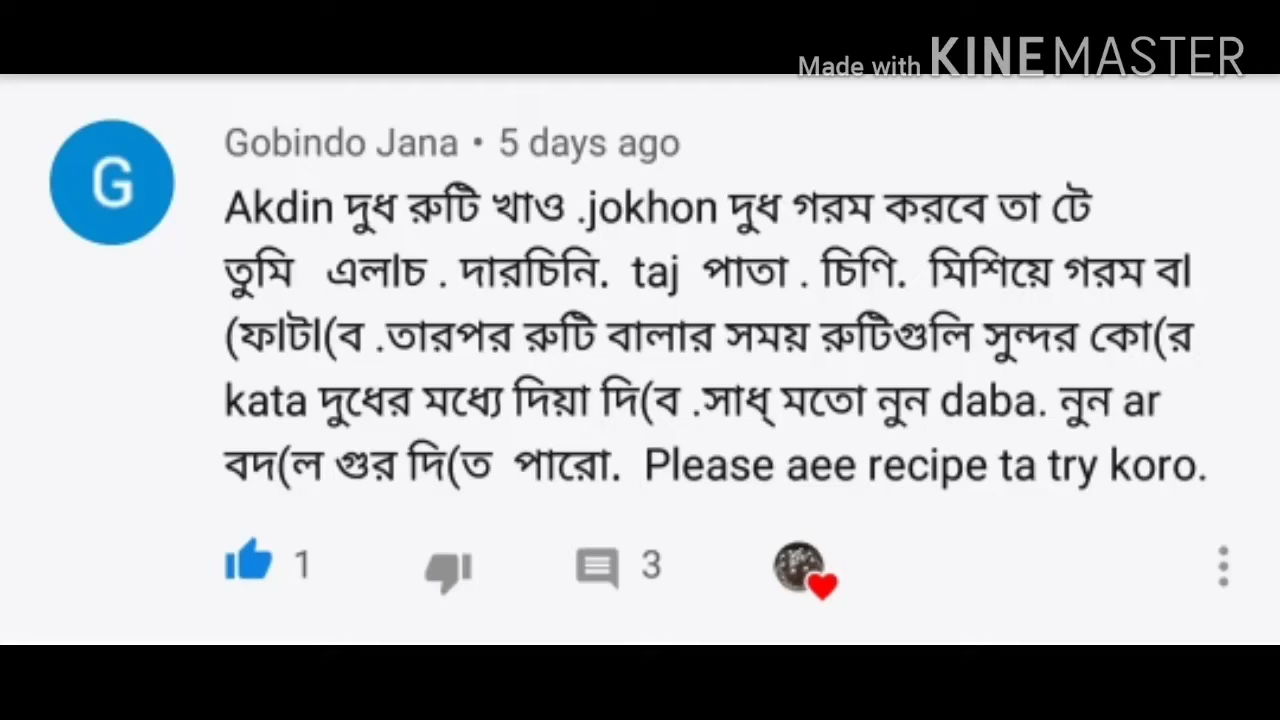 Made with KINEMASTER
G
Gobindo Jana • 5 days ago
Akdin দুধ রুটি খাও .jokhon দুধ গরম করবে তা টে
তুমি এলাচ . দারচিনি. taj পাতা . চিণি. মিশিয়ে গরম বা
(ফাটা(ব .তারপর রুটি বালার সময় রুটিগুলি সুন্দর কো(র
kata দুধের মধ্যে দিয়া দি(ব .সাধ্ মতো নুন daba. নুন ar
বদ(ল গুর দি(ত পারো. Please aee recipe ta try koro.
1 3